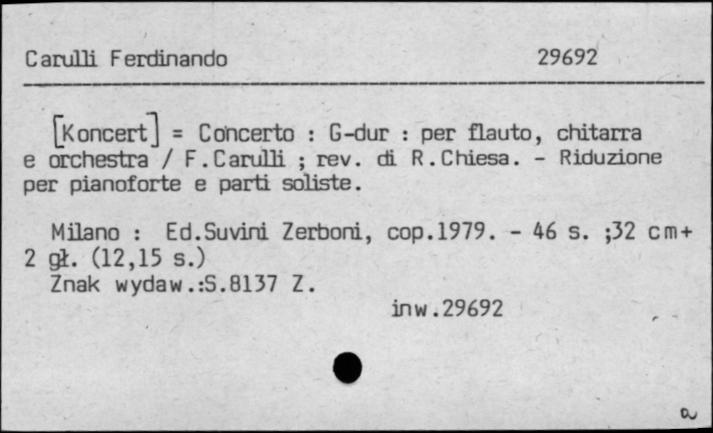 Carulli Ferdinando 29692
[Koncert] = Concerto : G-dur : per flauto, chitarra
e orchestra / F.Carulli ; rev. di R.Chiesa. - Riduzione
per pianoforte e parti soliste.
Milano : Ed.Suvini Zerboni, cop.1979. - 46 s. ;32 cm+
2 gł. (12,15 s.)
Znak wydaw.:S.8137 Z.
inw.29692
a